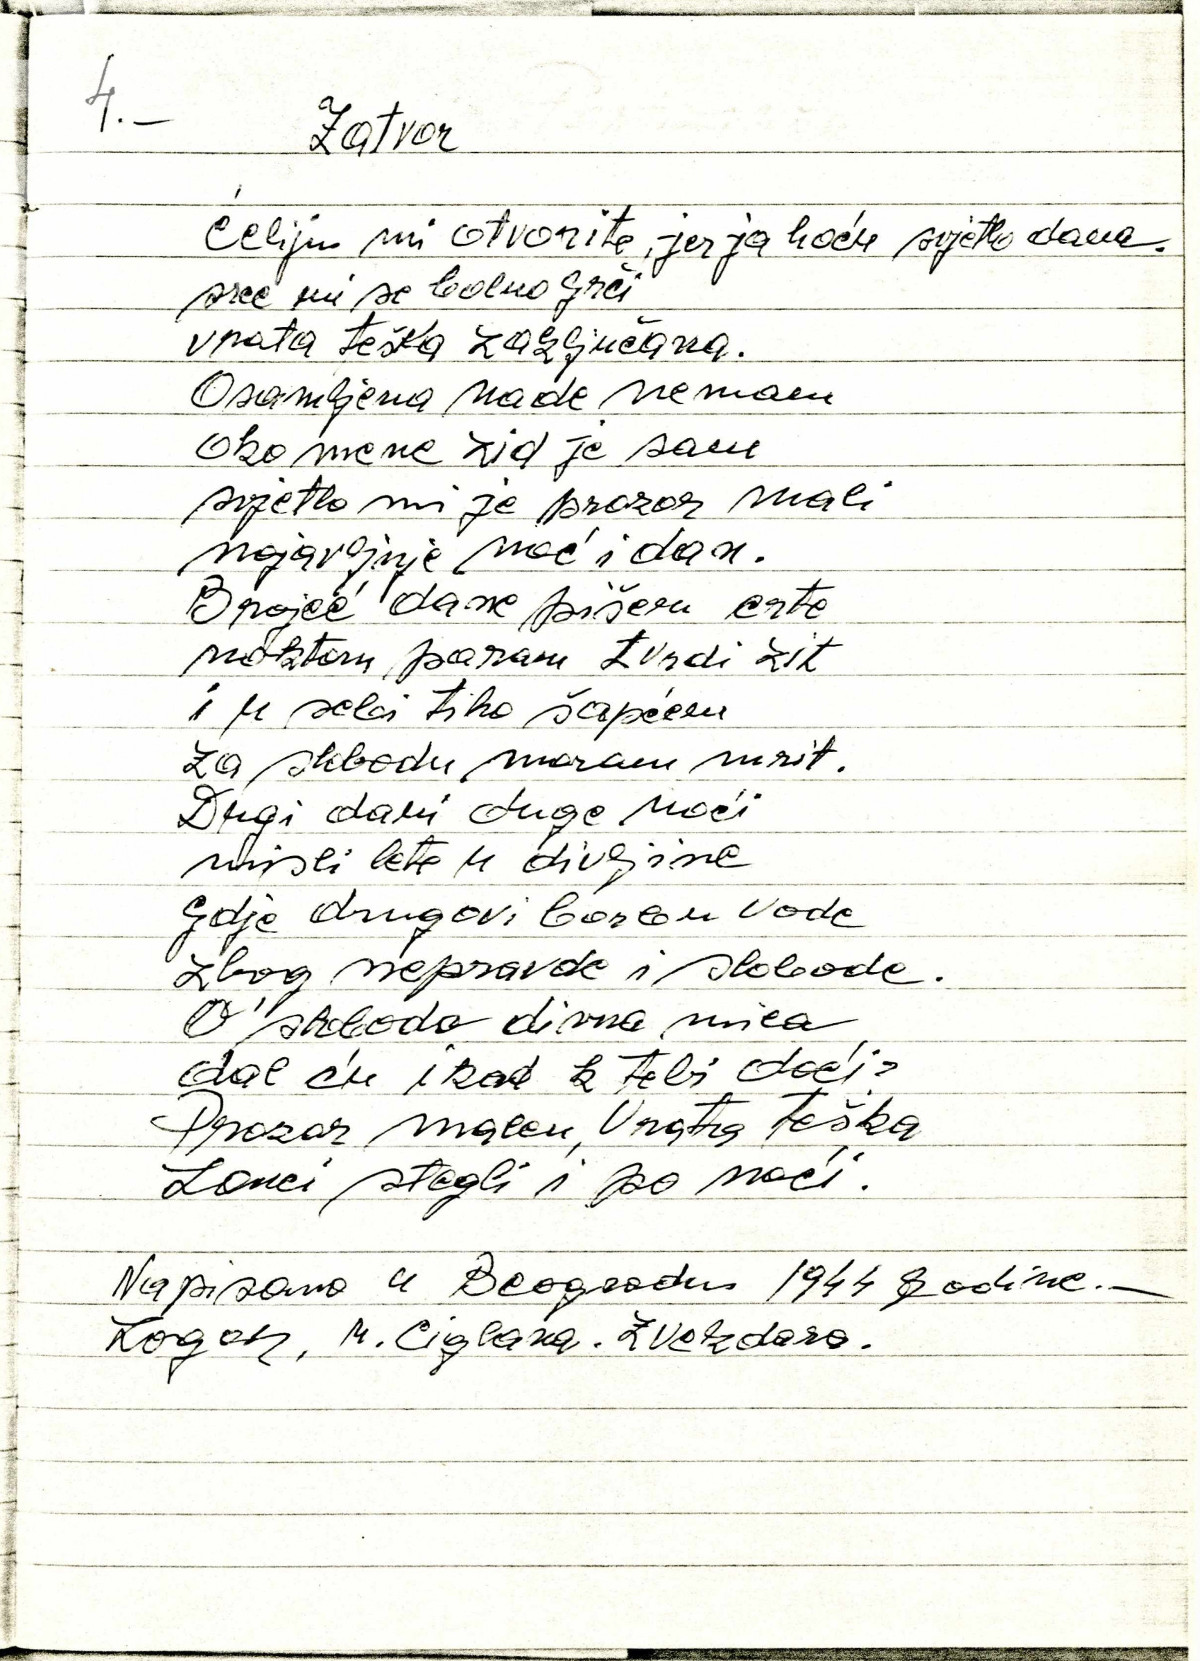 4.-
Zatvor
Ćeliju mi otvorite, jer ja hoću svjetlo dana.
srce mi se bolno grči
vrata teška zaključana.
Osamljena nade nemam
oko mene zid je sam
svjetlo mi je prozor mali
najavljuje noć i dan.
Brojeć dane pišem crte
noktom param tvrdi zit
i u sebi tiho šapćem
za slobodu moram mrit.
Dugi dani duge noći
misli lete u divljine
gdje drugovi borbu vode
zbog nepravde i slobode.
O' slobodo divna mila
dal ću ikad k tebi doći?
Prozor malen, vrata teška
Lanci stegli i po noći.
Napisano u Beogradu 1944 godine.-
Logor, u. Ciglana. Zvezdara.